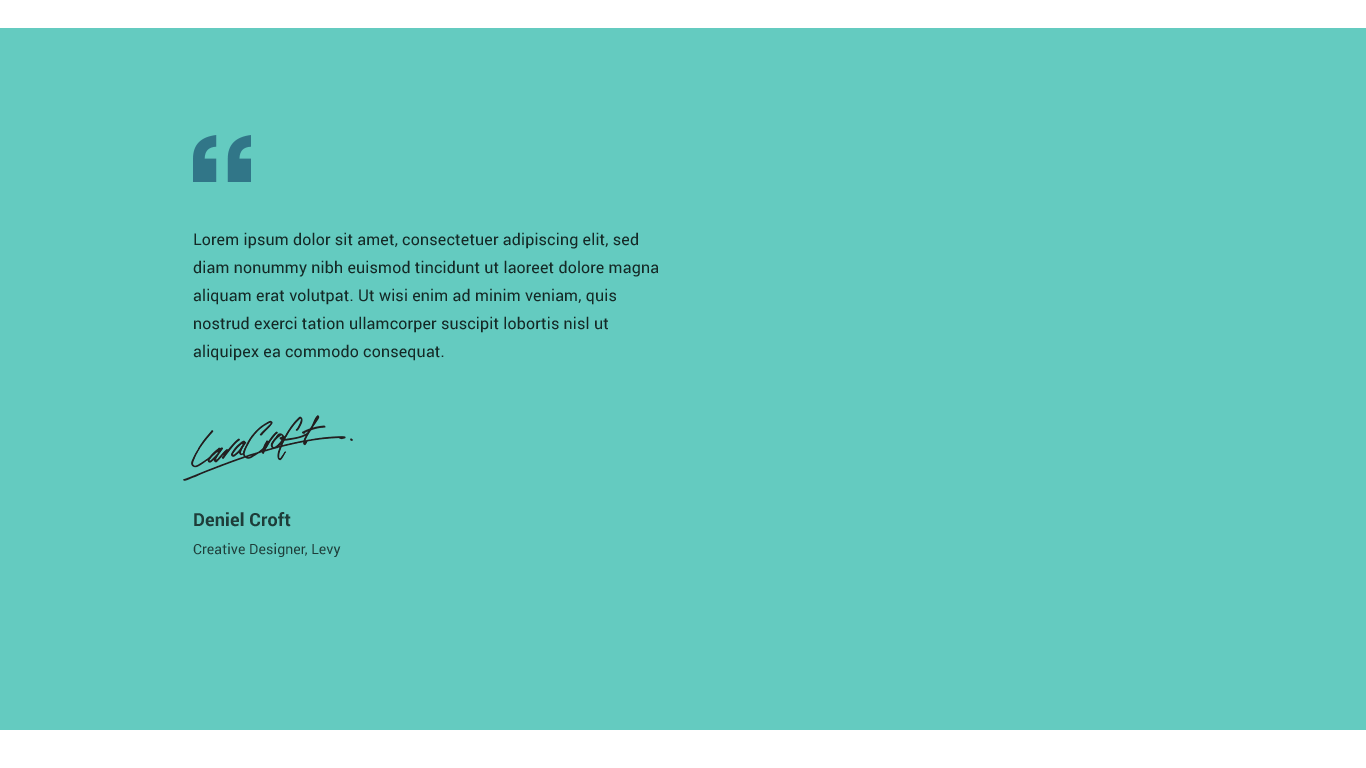 Lorem ipsum dolor sit amet, consectetuer adipiscing elit, sed
diam nonummy nibh euismod tincidunt ut laoreet dolore magna
aliquam erat volutpat. Ut wisi enim ad minim veniam, quis
nostrud exerci tation ullamcorper suscipit lobortis nisl ut
aliquipex ea commodo consequat.
Lara Croft.
Deniel Croft
Creative Designer, Levy